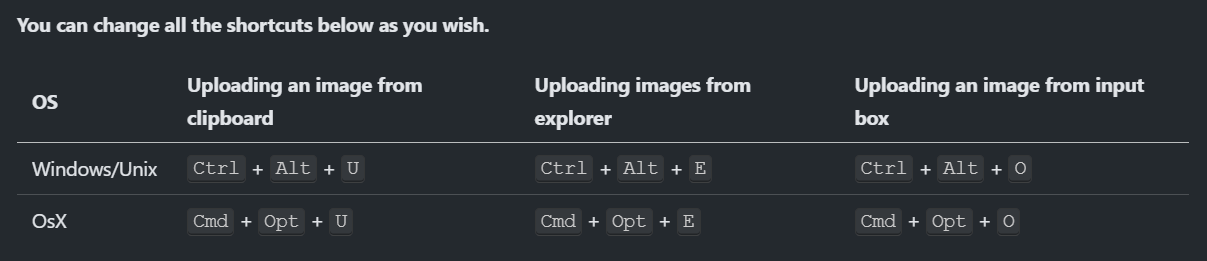 You can change all the shortcuts below as you wish.
OS Uploading an image from clipboard Uploading images from explorer Uploading an image from input box
Windows/Unix Ctrl + Alt + U Ctrl + Alt + E Ctrl + Alt + O
OsX Cmd + Opt + U Cmd + Opt + E Cmd + Opt + O